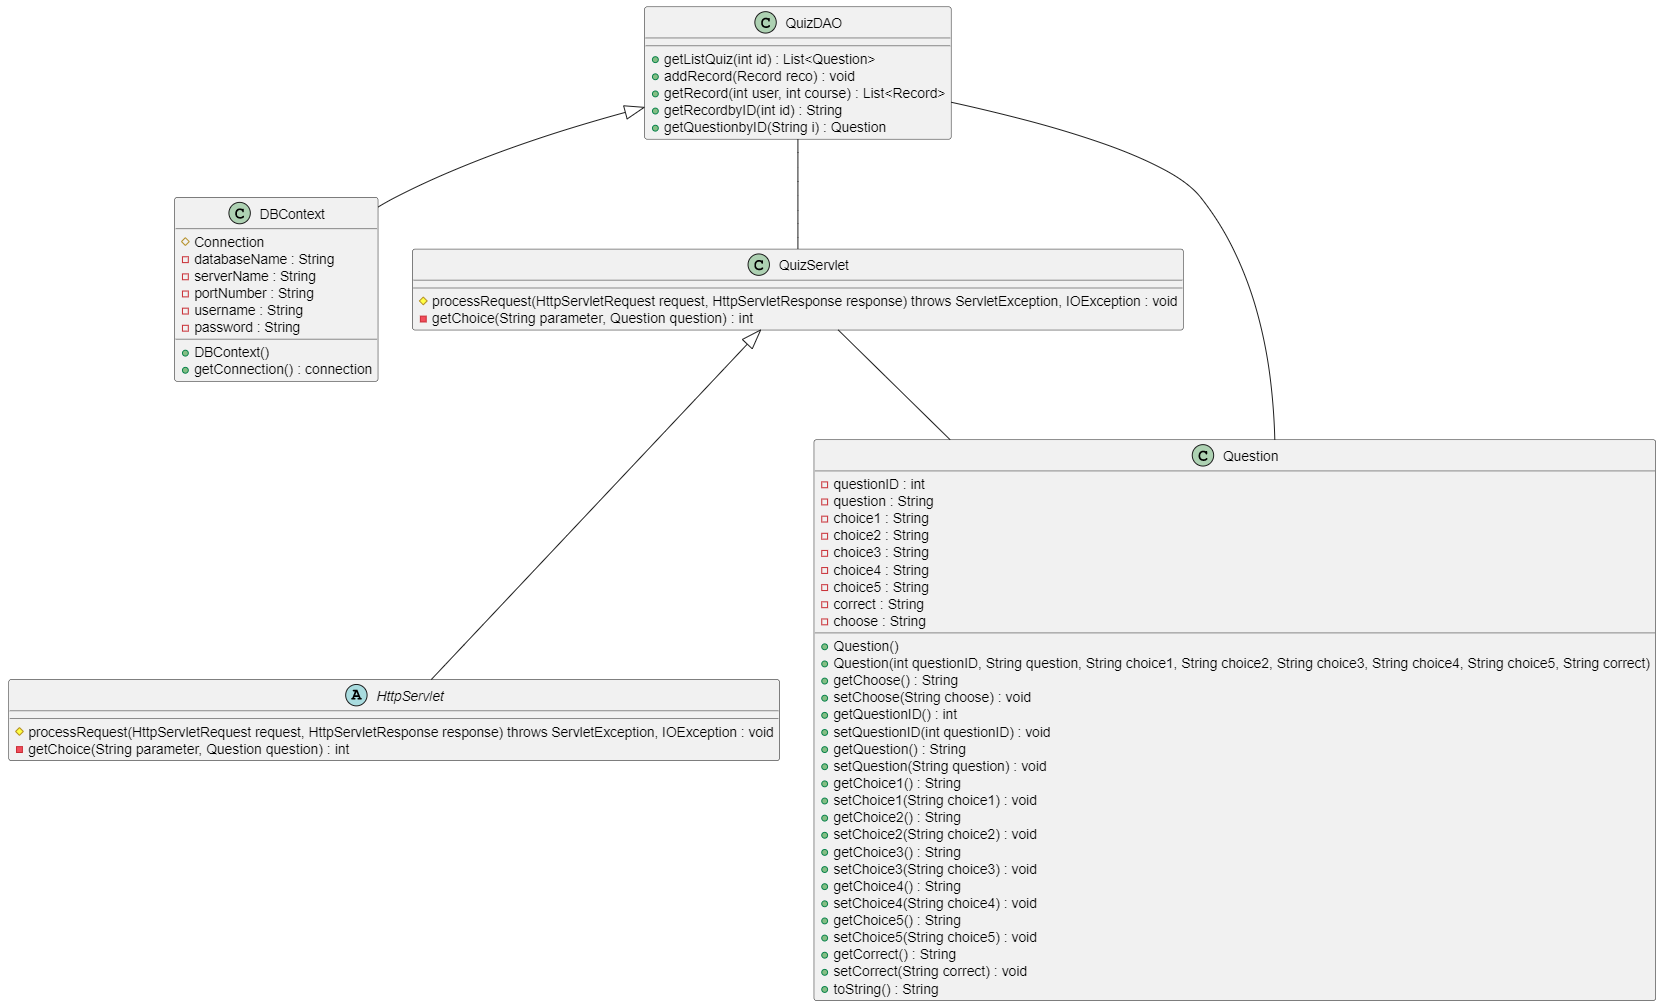 C QuizDAO
getListQuiz(int id) : List<Question>
addRecord(Record reco) : void
getRecord(int user, int course) : List<Record>
getRecordbyID(int id) : String
getQuestionbyID(String i) : Question
C DBContext
Connection
databaseName : String
serverName : String
portNumber : String
username : String
password : String
DBContext()
getConnection() : connection
C QuizServlet
processRequest(HttpServletRequest request, HttpServletResponse response) throws ServletException, IOException : void
getChoice(String parameter, Question question) : int
C Question
questionID : int
question : String
choice1 : String
choice2 : String
choice3 : String
choice4 : String
choice5 : String
correct : String
choose : String
Question()
Question(int questionID, String question, String choice1, String choice2, String choice3, String choice4, String choice5, String correct)
getChoose() : String
setChoose(String choose) : void
getQuestionID() : int
setQuestionID(int questionID) : void
getQuestion() : String
setQuestion(String question) : void
getChoice1() : String
setChoice1(String choice1) : void
getChoice2() : String
setChoice2(String choice2) : void
getChoice3() : String
setChoice3(String choice3) : void
getChoice4() : String
setChoice4(String choice4) : void
getChoice5() : String
setChoice5(String choice5) : void
getCorrect() : String
setCorrect(String correct) : void
toString() : String
A HttpServlet
processRequest(HttpServletRequest request, HttpServletResponse response) throws ServletException, IOException : void
getChoice(String parameter, Question question) : int